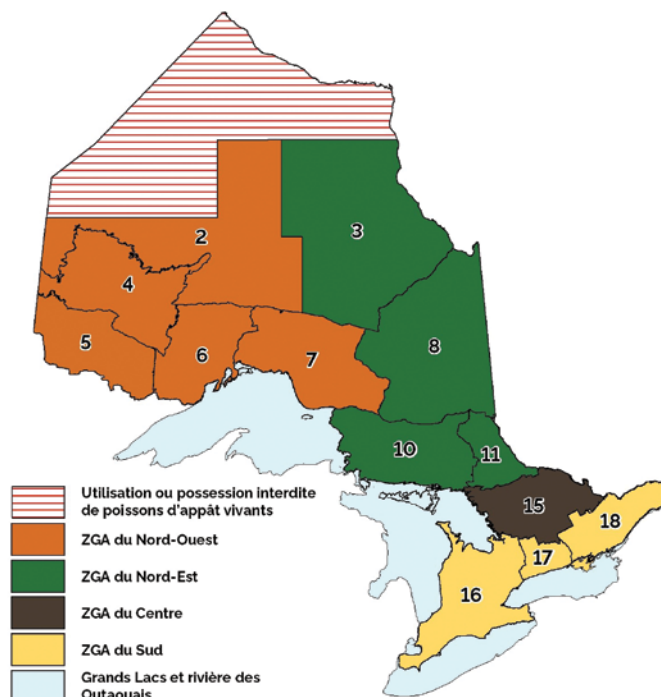 2
3
4
5
6
7
8
10
11
15
18
17
16
Utilisation ou possession interdite
de poissons d'appât vivants
ZGA du Nord-Ouest
ZGA du Nord-Est
ZGA du Centre
ZGA du Sud
Grands Lacs et rivière des
Outaouais